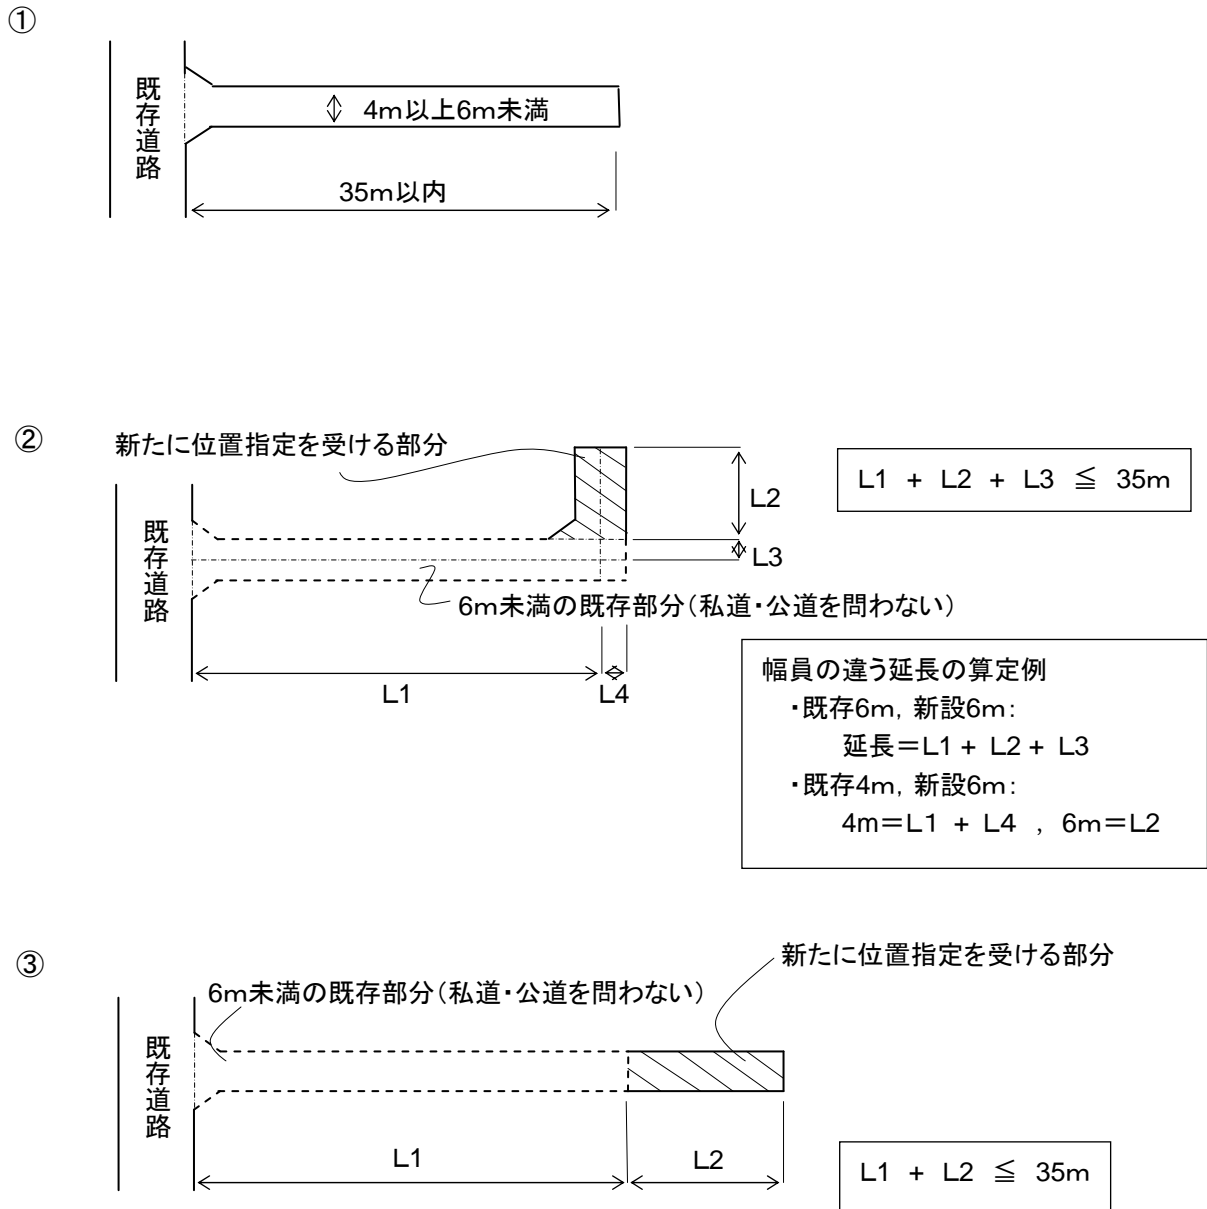 ①
既存道路
4m以上6m未満
35m以内
②
新たに位置指定を受ける部分
既存道路
L2
L3
L1 + L2 + L3 ≦ 35m
6m未満の既存部分(私道・公道を問わない)
L1
L4
幅員の違う延長の算定例
・既存6m, 新設6m:
延長=L1 + L2 + L3
・既存4m, 新設6m:
4m=L1 + L4 , 6m=L2
③
新たに位置指定を受ける部分
6m未満の既存部分(私道・公道を問わない)
既存道路
L1
L2
L1 + L2 ≦ 35m